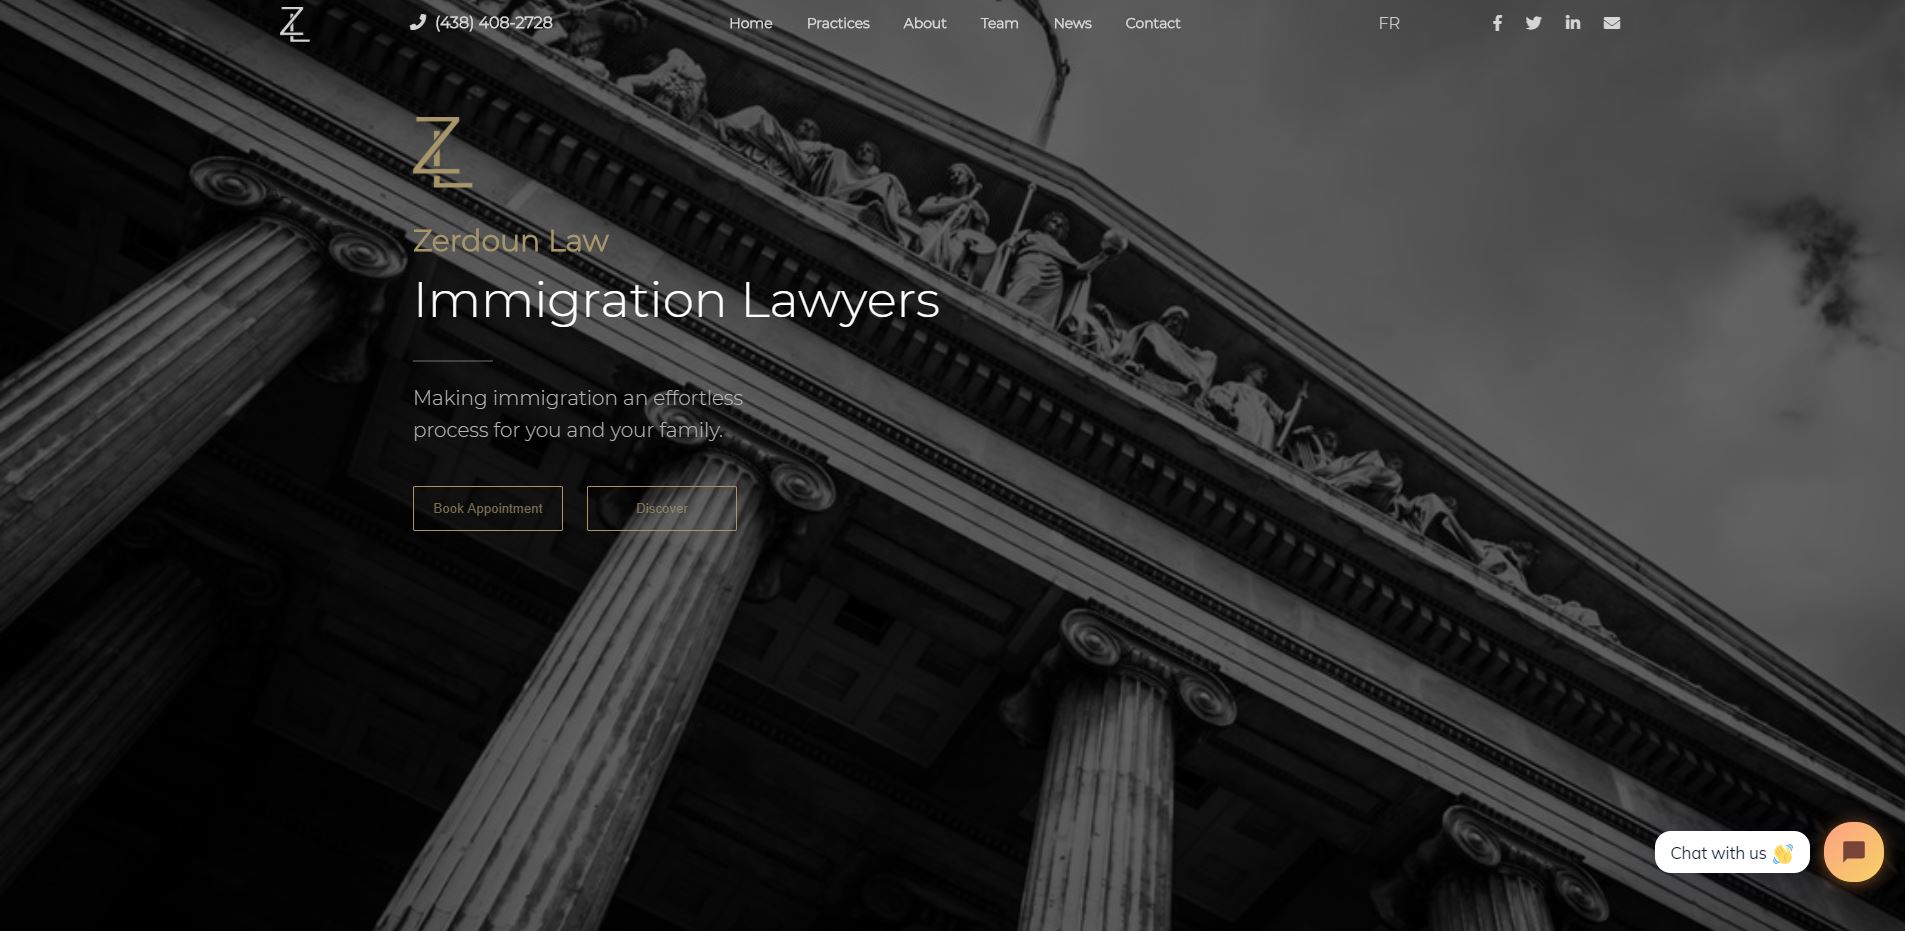 ZL
(438) 408-2728
Home
Practices
About
Team
News
Contact
FR
ZL
Zerdoun Law
Immigration Lawyers
Making immigration an effortless
process for you and your family.
Book Appointment
Discover
Chat with us 👋